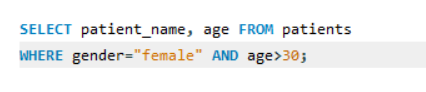 SELECT patient_name, age FROM patients
WHERE gender="female" AND age>30;